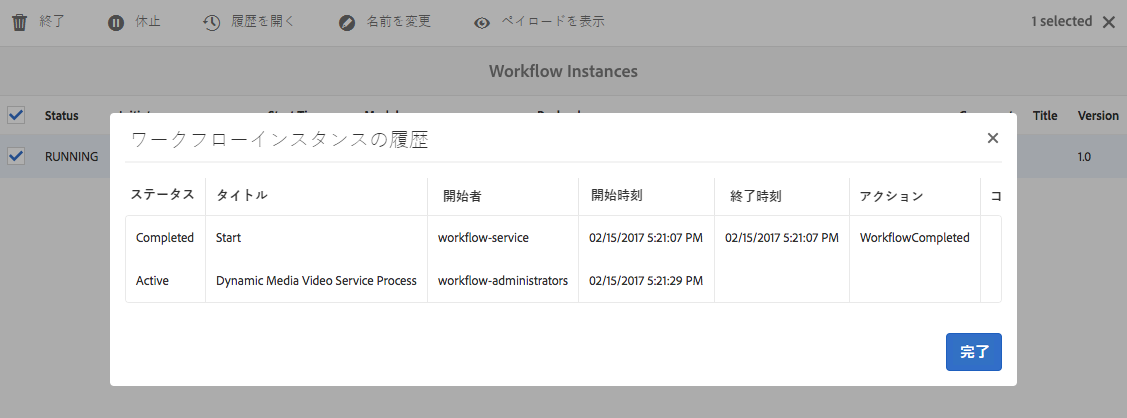 終了 休止 履歴を開く 名前を変更 ペイロードを表示 1 selected
Workflow Instances
Status Title Version
ワークフローインスタンスの履歴
RUNNING 1.0
ステータス タイトル 開始者 開始時刻 終了時刻 アクション コ
Completed Start workflow-service 02/15/2017 5:21:07 PM 02/15/2017 5:21:07 PM WorkflowCompleted
Active Dynamic Media Video Service Process workflow-administrators 02/15/2017 5:21:29 PM
完了